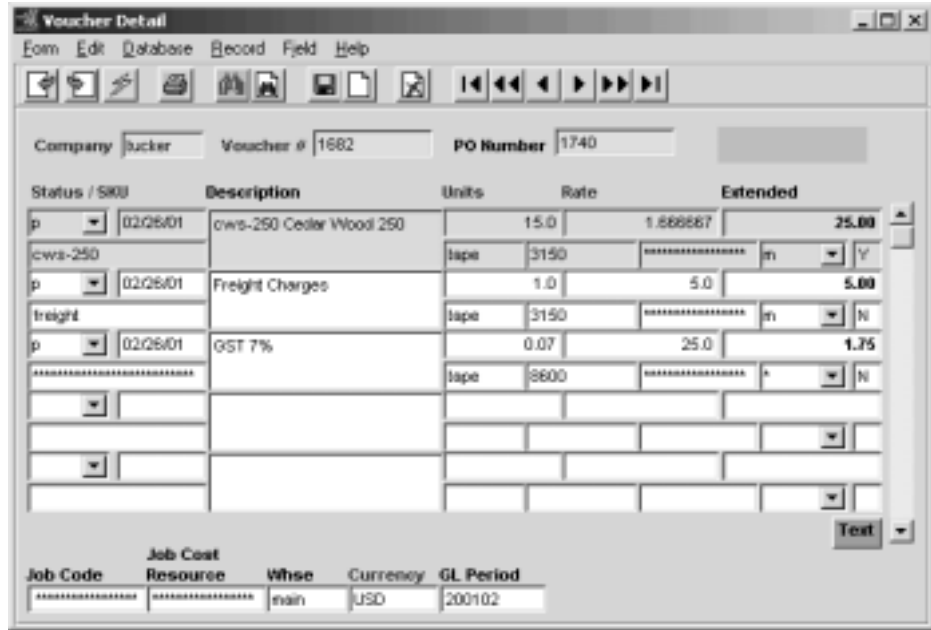 Voucher Detail
Form Edit Database Record Field Help
Company tucker Voucher # 1682 PO Number 1740
Status / SKU Description Units Rate Extended
p 02/26/01 cws-250 Cedar Wood 250 15.0 1.666667 25.00
cws-250 tape 3150 ****************** m Y
p 02/26/01 Freight Charges 1.0 5.0 5.00
freight tape 3150 ****************** m N
p 02/26/01 GST 7% 0.07 25.0 1.75
**************************** tape 8600 ****************** * N
Text
Job Cost
Job Code Resource Whse Currency GL Period
****************** ****************** main USD 200102